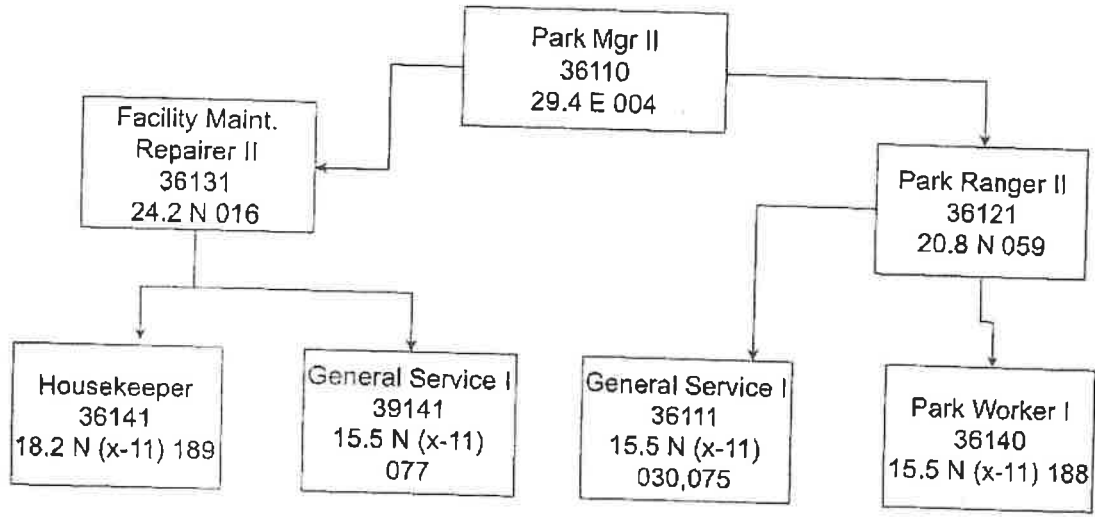 Park Mgr II
36110
29.4 E 004
Facility Maint.
Repairer II
36131
24.2 N 016
Park Ranger II
36121
20.8 N 059
Housekeeper
36141
18.2 N (x-11) 189
General Service I
39141
15.5 N (x-11)
077
General Service I
36111
15.5 N (x-11)
030,075
Park Worker I
36140
15.5 N (x-11) 188